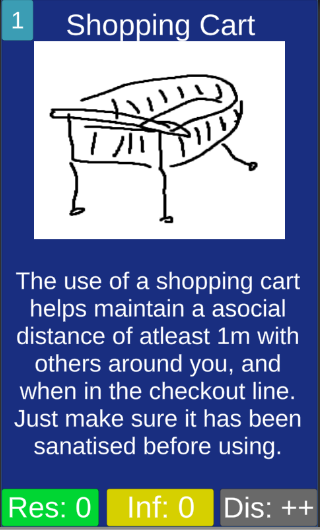 1
Shopping Cart
The use of a shopping cart
helps maintain a asocial
distance of atleast 1m with
others around you, and
when in the checkout line.
Just make sure it has been
sanatised before using.
Res: 0 Inf: 0 Dis: ++